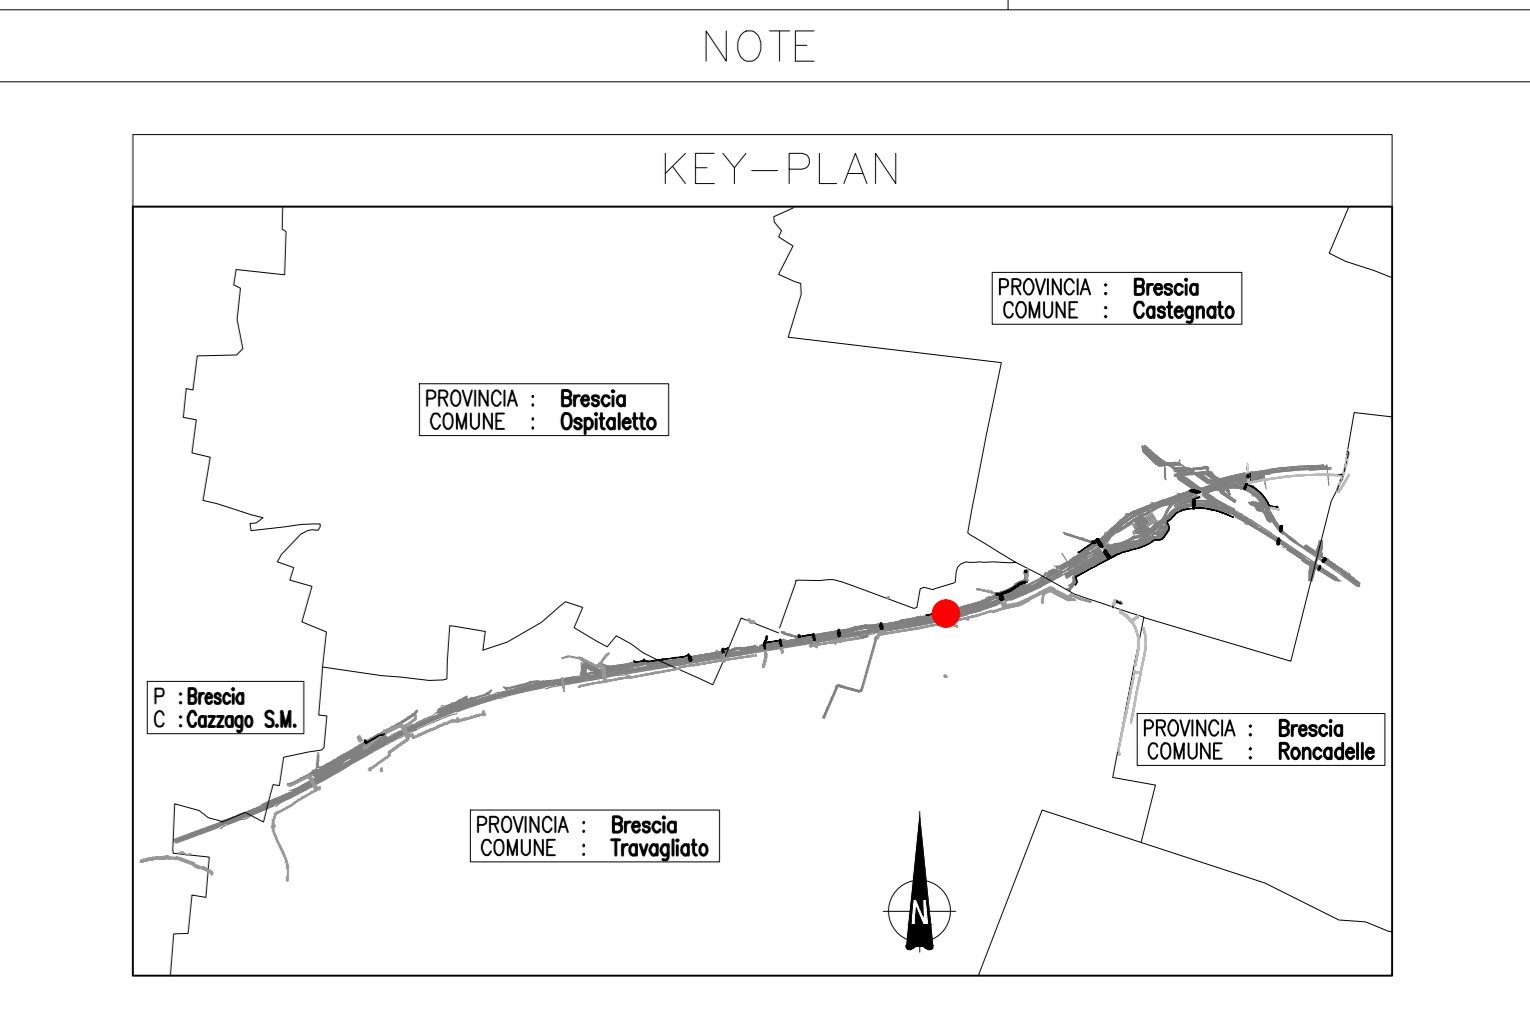 NOTE
KEY-PLAN
PROVINCIA : Brescia
COMUNE : Castegnato
PROVINCIA : Brescia
COMUNE : Ospitaletto
P : Brescia
C : Cazzago S.M.
PROVINCIA : Brescia
COMUNE : Roncadelle
PROVINCIA : Brescia
COMUNE : Travagliato
N